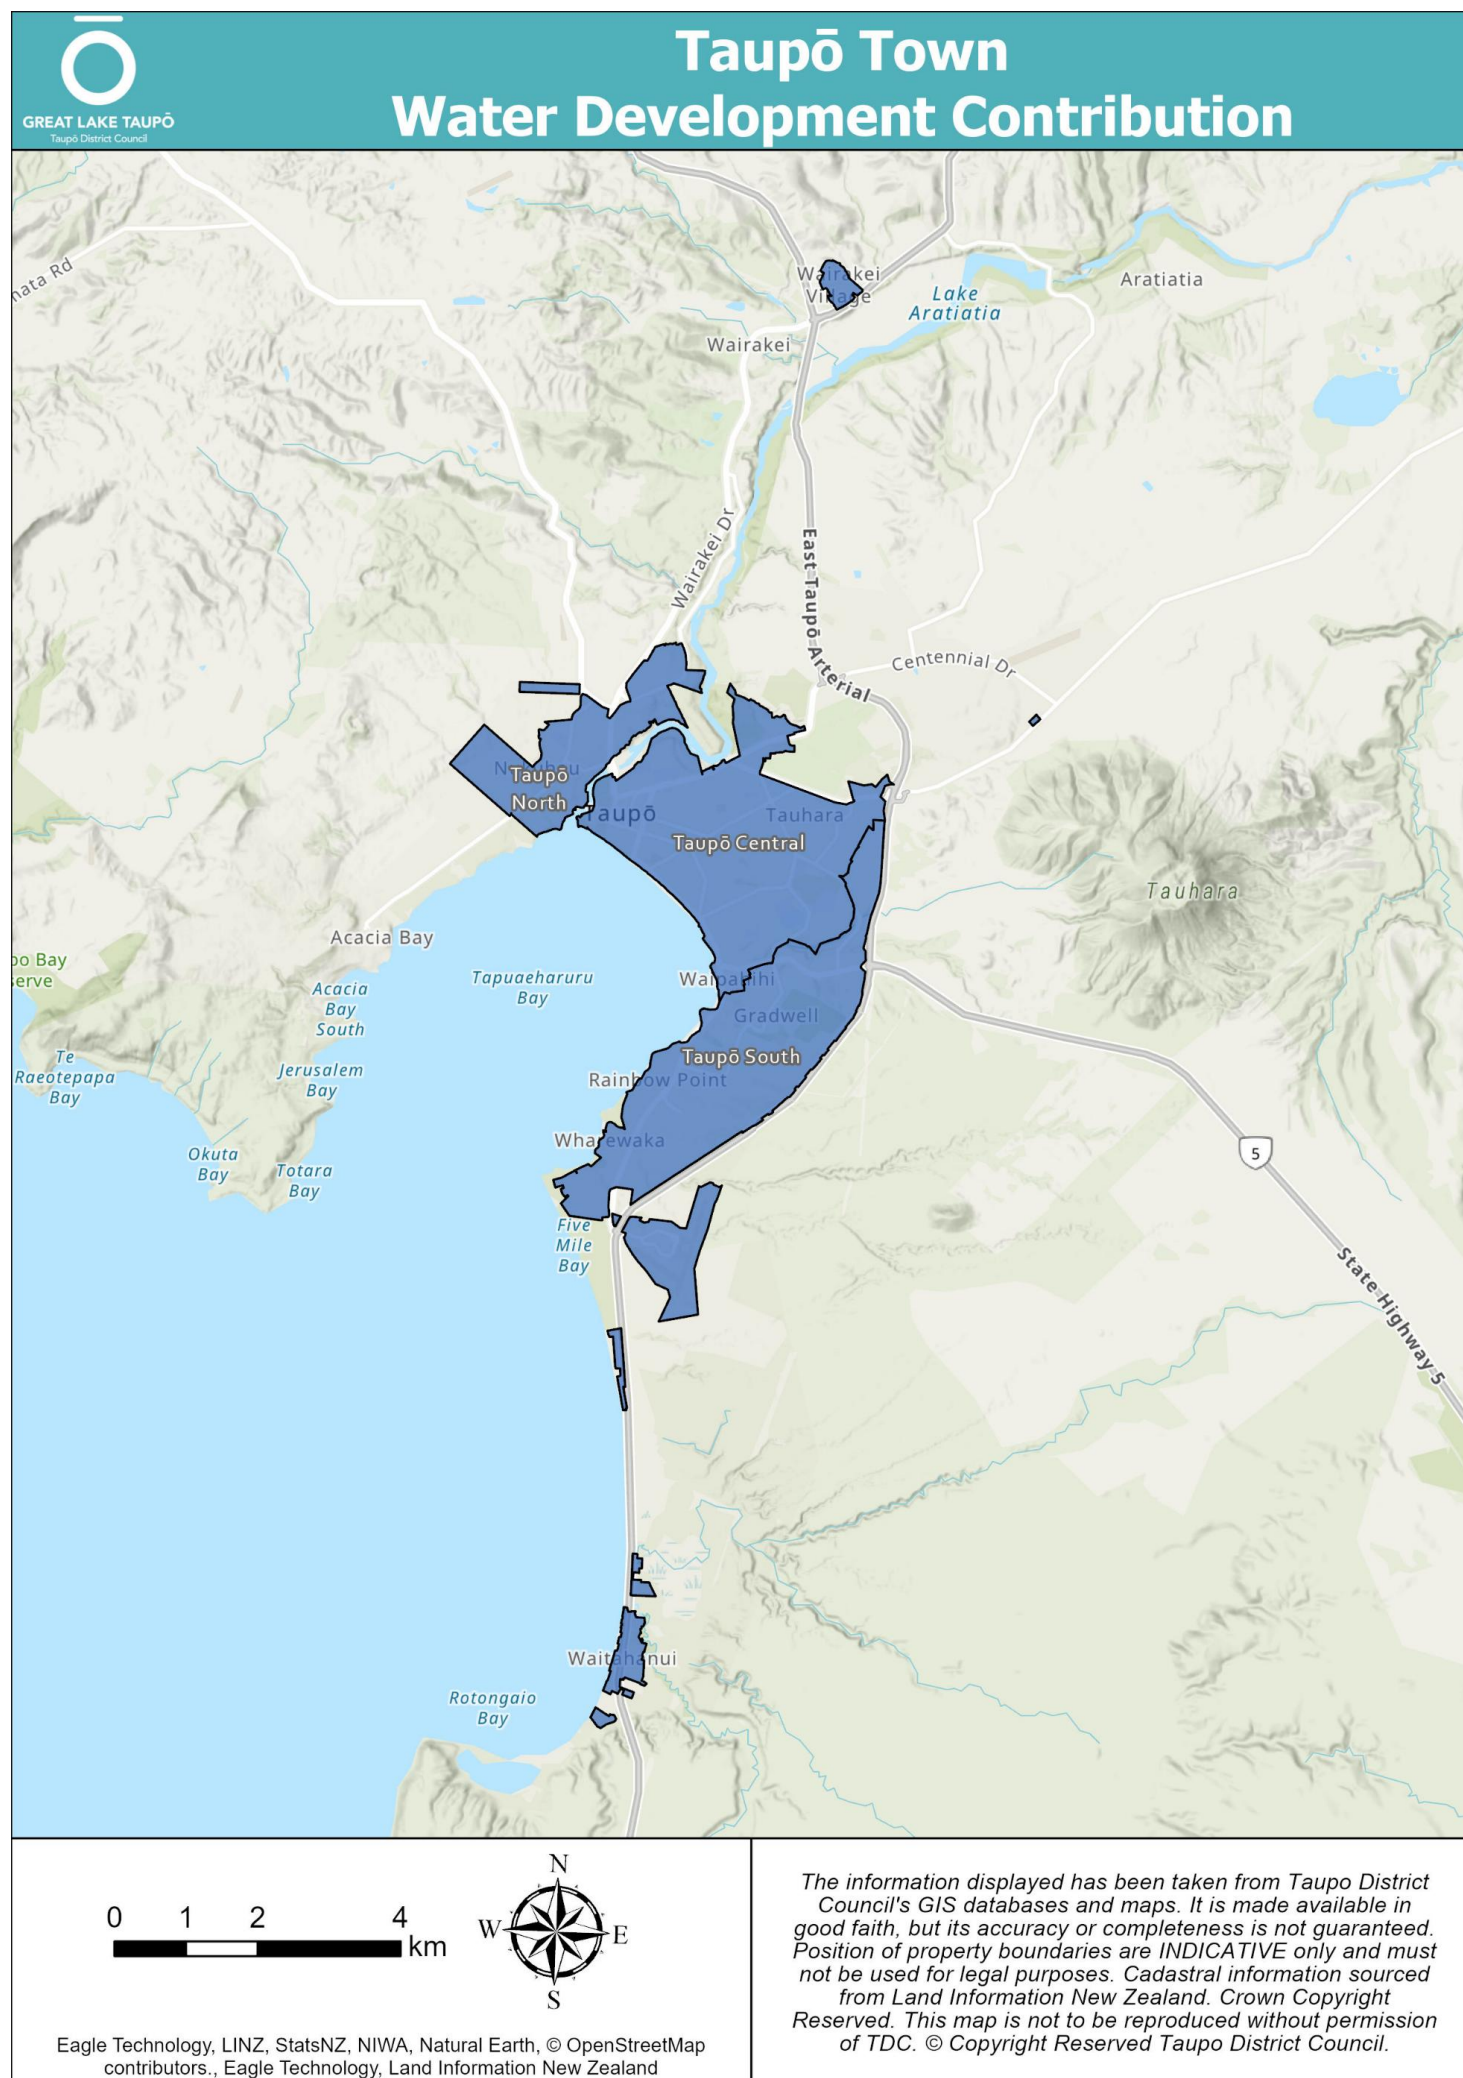 Taupō Town
Water Development Contribution
GREAT LAKE TAUPŌ
Taupō District Council
Wairakei
Village
Lake
Aratiatia
Aratiatia
Wairakei
Wairakei Dr
East Taupō Arterial
Centennial Dr
Taupō
North
Taupō
Tauhara
Taupō Central
Tauhara
Acacia Bay
Tapuaeharuru
Bay
Acacia
Bay
South
Waipahihi
Gradwell
Taupō South
Te
Raeotepapa
Bay
Jerusalem
Bay
Rainbow Point
Wharewaka
Okuta
Bay
Totara
Bay
5
Five
Mile
Bay
State Highway 5
Waitahanui
Rotongaio
Bay
0 1 2 4
km
N
W E
S
Eagle Technology, LINZ, StatsNZ, NIWA, Natural Earth, © OpenStreetMap
contributors., Eagle Technology, Land Information New Zealand
The information displayed has been taken from Taupo District
Council's GIS databases and maps. It is made available in
good faith, but its accuracy or completeness is not guaranteed.
Position of property boundaries are INDICATIVE only and must
not be used for legal purposes. Cadastral information sourced
from Land Information New Zealand. Crown Copyright
Reserved. This map is not to be reproduced without permission
of TDC. © Copyright Reserved Taupo District Council.